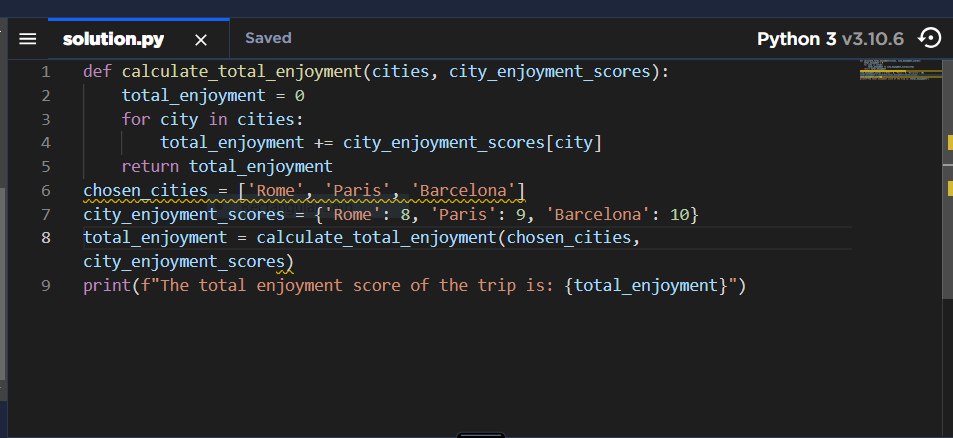 solution.py × Saved Python 3 v3.10.6
1 def calculate_total_enjoyment(cities, city_enjoyment_scores):
2 total_enjoyment = 0
3 for city in cities:
4 total_enjoyment += city_enjoyment_scores[city]
5 return total_enjoyment
6 chosen_cities = ['Rome', 'Paris', 'Barcelona']
7 city_enjoyment_scores = {'Rome': 8, 'Paris': 9, 'Barcelona': 10}
8 total_enjoyment = calculate_total_enjoyment(chosen_cities,
city_enjoyment_scores)
9 print(f"The total enjoyment score of the trip is: {total_enjoyment}")